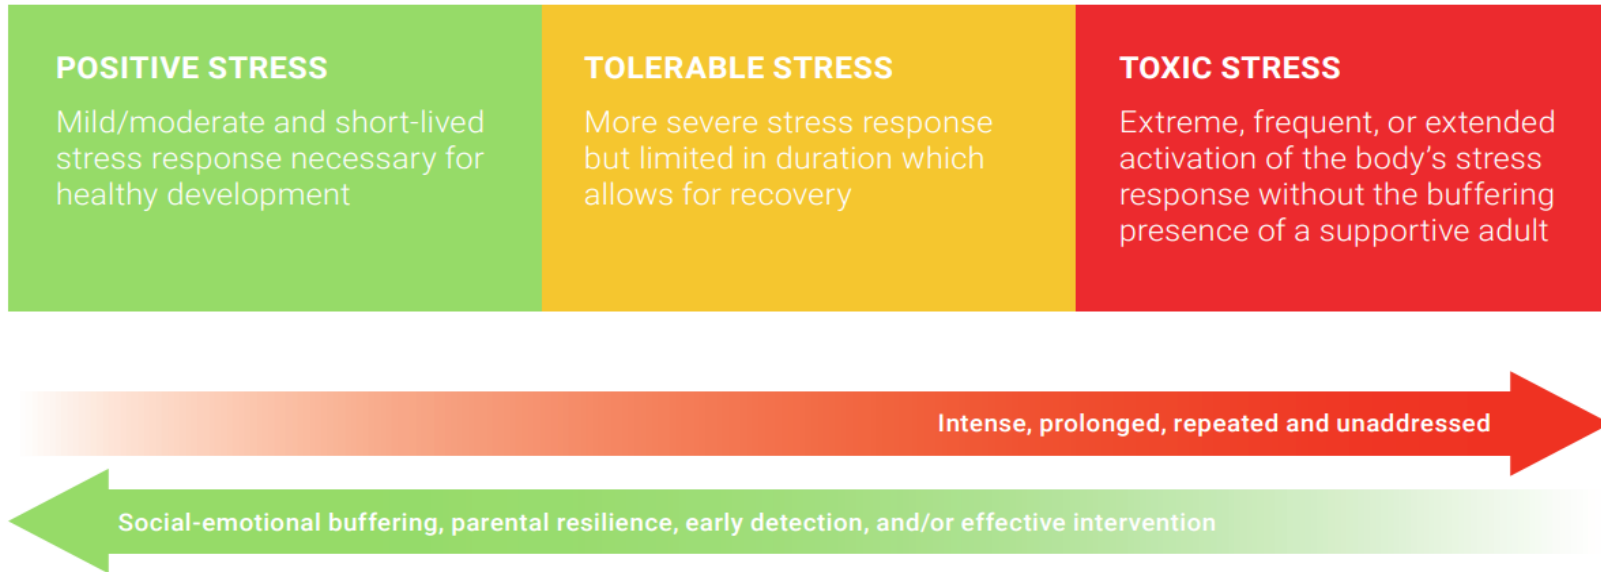 POSITIVE STRESS
Mild/moderate and short-lived
stress response necessary for
healthy development
TOLERABLE STRESS
More severe stress response
but limited in duration which
allows for recovery
TOXIC STRESS
Extreme, frequent, or extended
activation of the body’s stress
response without the buffering
presence of a supportive adult
Intense, prolonged, repeated and unaddressed
Social-emotional buffering, parental resilience, early detection, and/or effective intervention